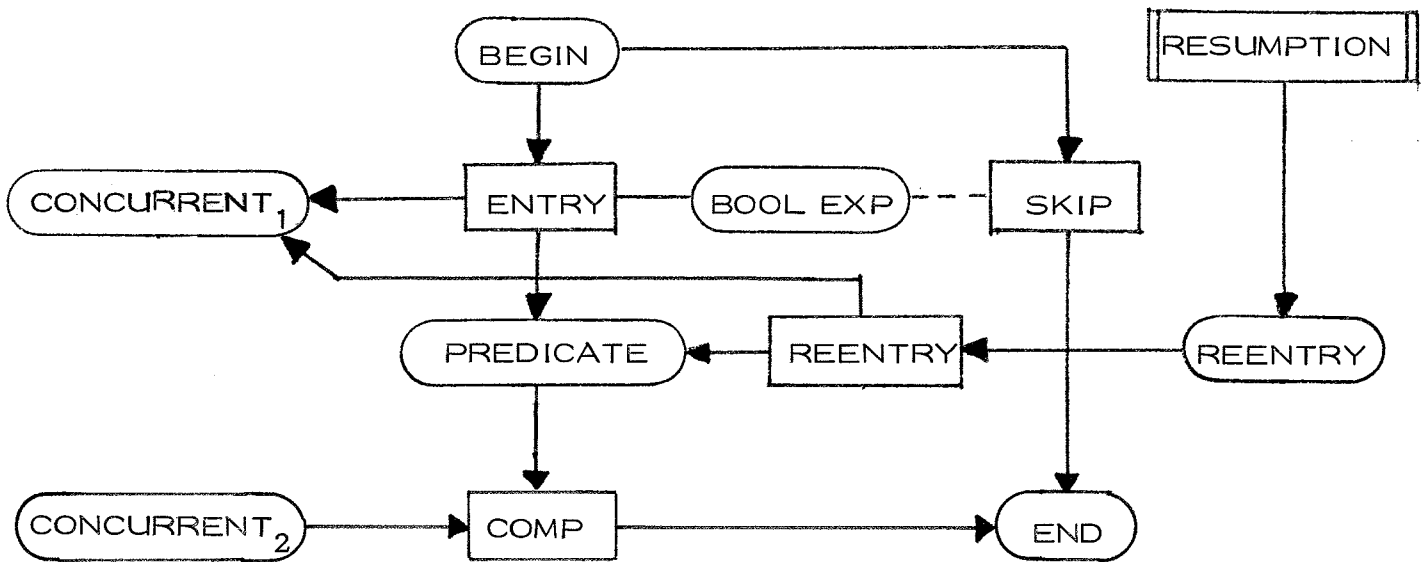 BEGIN
RESUMPTION
CONCURRENT₁
ENTRY
BOOL EXP
SKIP
PREDICATE
REENTRY
REENTRY
CONCURRENT₂
COMP
END